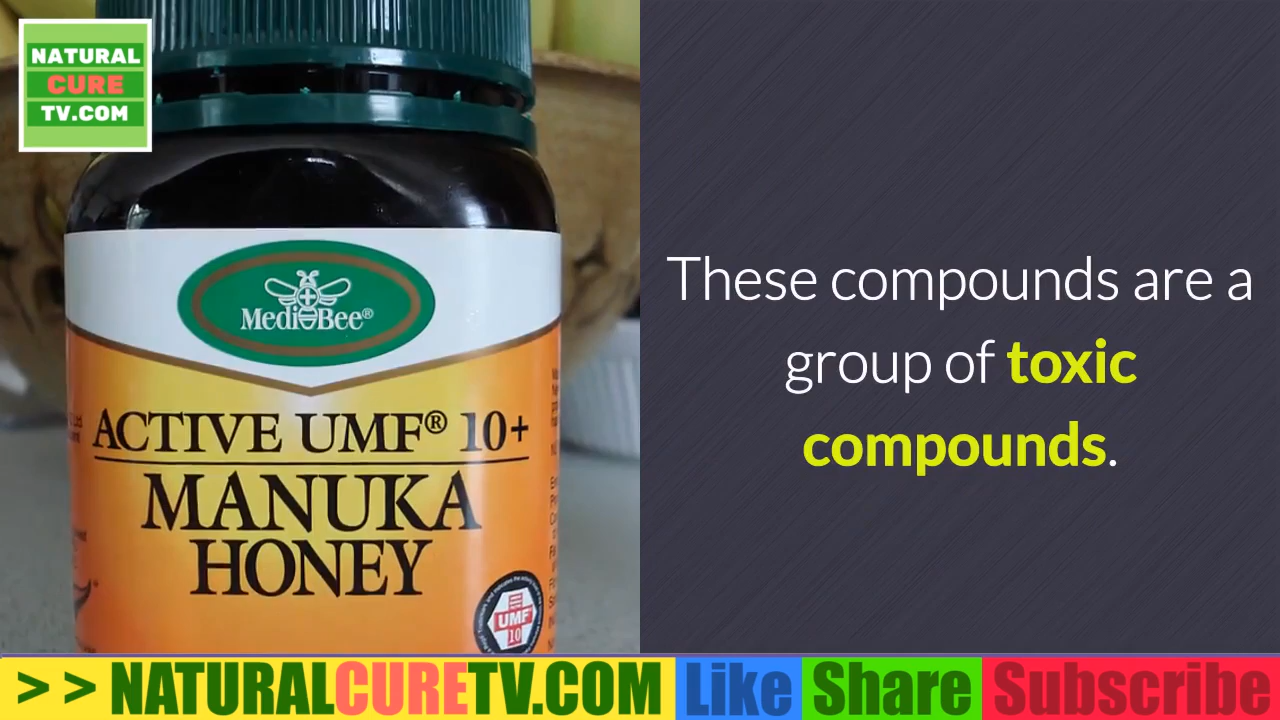 NATURAL
CURE
TV.COM
MediBee®
ACTIVE UMF® 10+
MANUKA
HONEY
UMF
10
These compounds are a
group of toxic
compounds.
> > NATURALCURETV.COM Like Share Subscribe